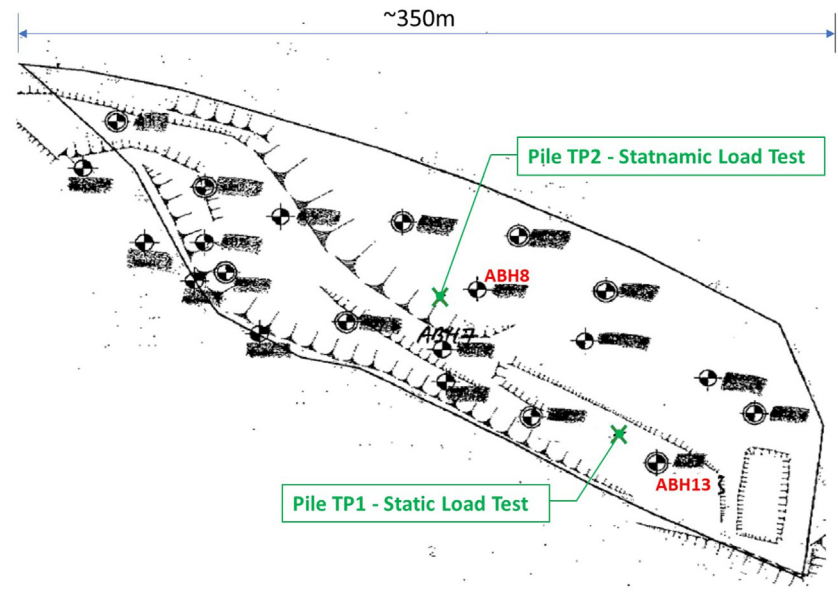 ~350m
Pile TP2 - Statnamic Load Test
ABH8
ABH7
Pile TP1 - Static Load Test
ABH13